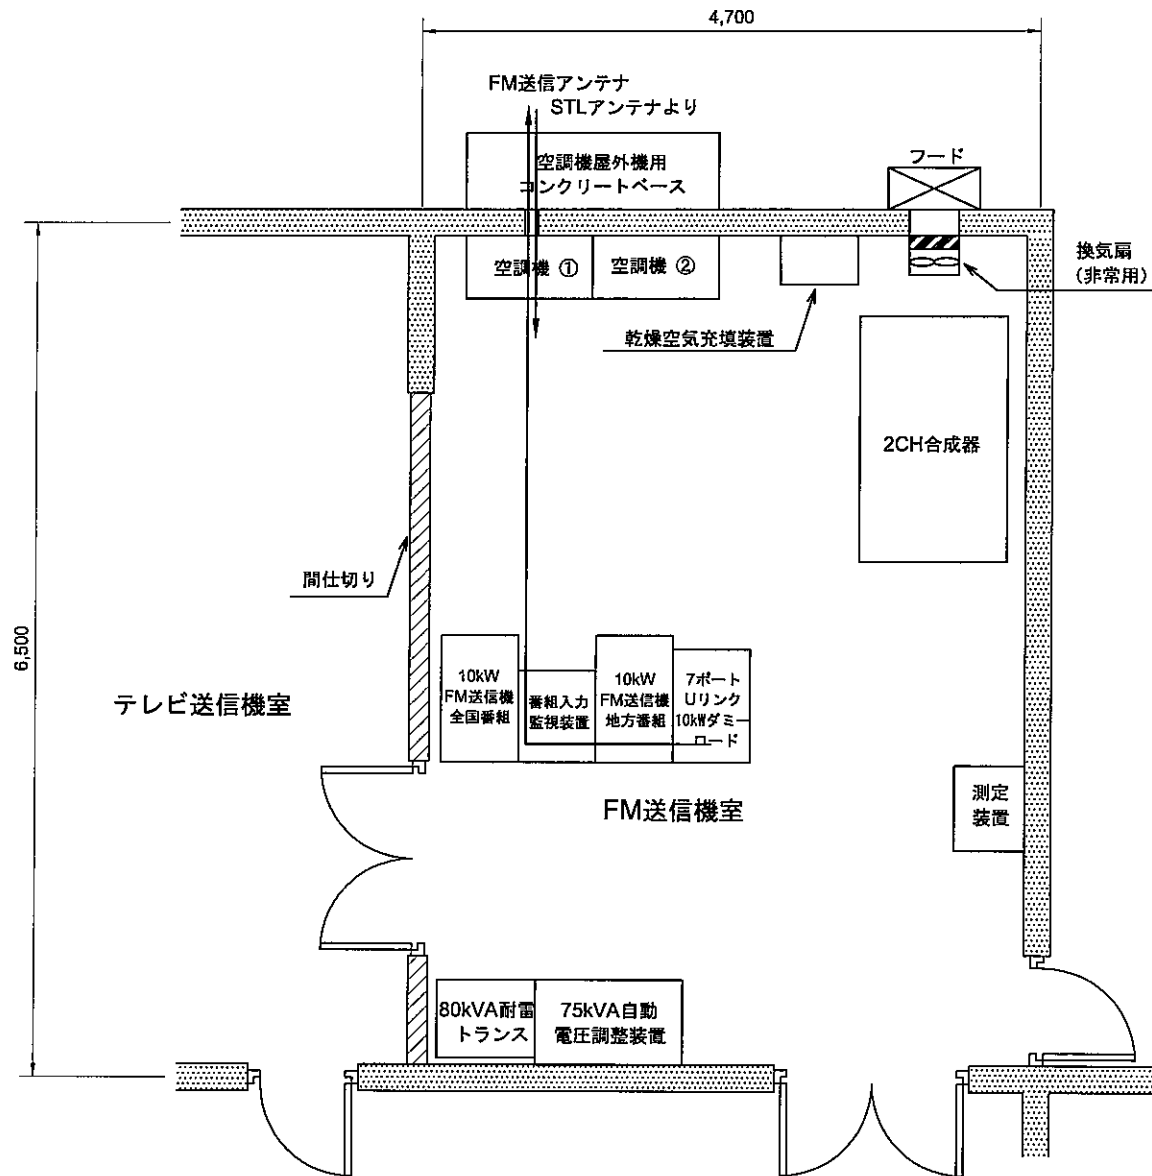 4,700
FM送信アンテナ
STLアンテナより
空調機屋外機用
コンクリートベース
フード
空調機 ①
空調機 ②
換気扇
(非常用)
乾燥空気充填装置
2CH合成器
間仕切り
6,500
テレビ送信機室
10kW
FM送信機
全国番組
番組入力
監視装置
10kW
FM送信機
地方番組
7ポート
Uリンク
10kWダミー
ロード
FM送信機室
測定
装置
80kVA耐雷
トランス
75kVA自動
電圧調整装置